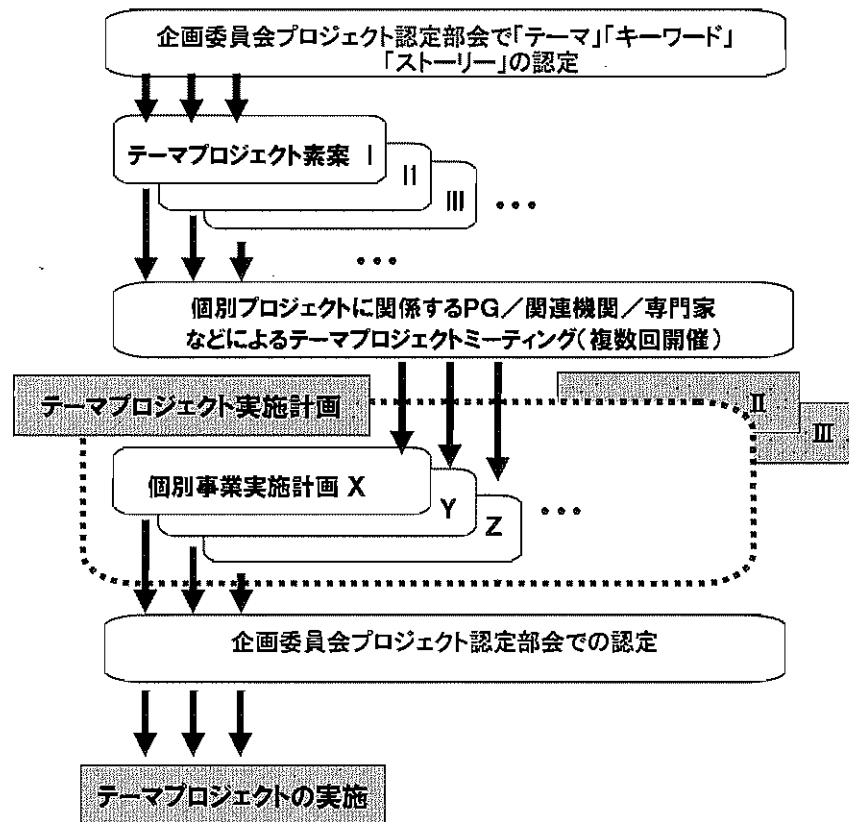 企画委員会プロジェクト認定部会で「テーマ」「キーワード」
「ストーリー」の認定
テーマプロジェクト素案 I
II
III
•••
•••
個別プロジェクトに関係するPG／関連機関／専門家
などによるテーマプロジェクトミーティング(複数回開催)
テーマプロジェクト実施計画
II
III
個別事業実施計画 X
Y
Z
•••
企画委員会プロジェクト認定部会での認定
テーマプロジェクトの実施